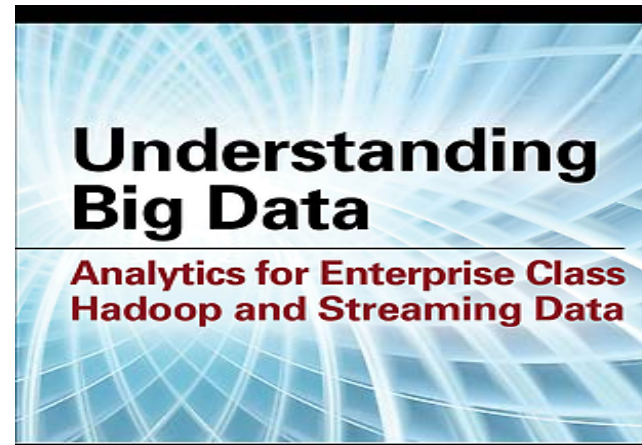 Understanding
Big Data
Analytics for Enterprise Class
Hadoop and Streaming Data